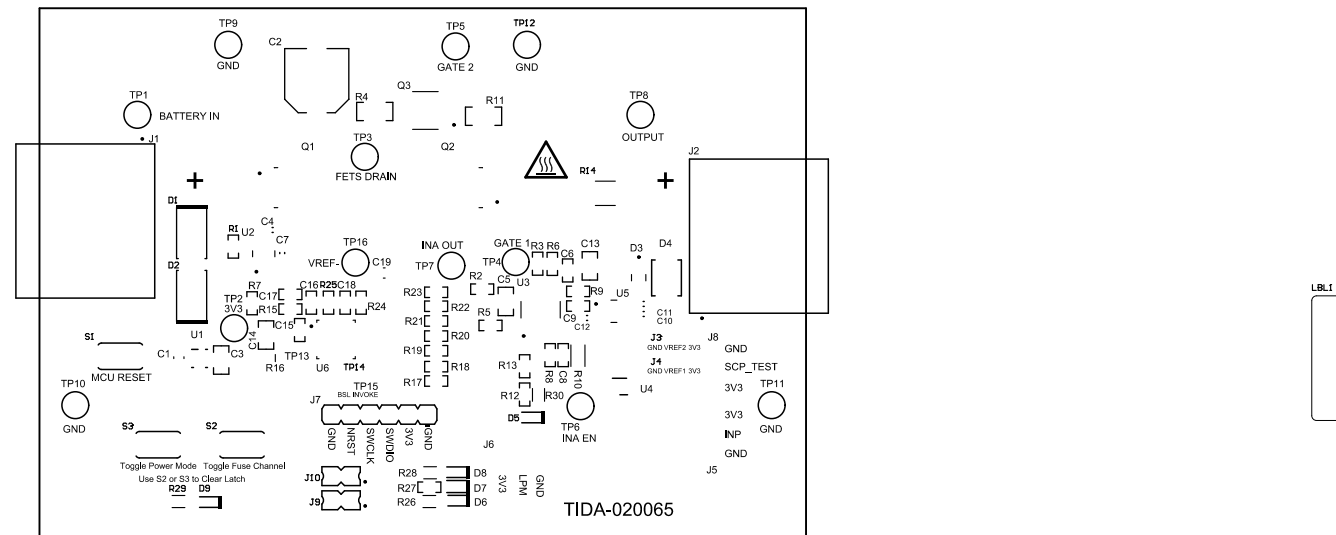 TP9
GND
C2
TP5
GATE 2
TP12
GND
TP1
BATTERY IN
R4
Q3
R11
TP8
OUTPUT
J1
Q1
TP3
FETS DRAIN
Q2
R14
J2
D1
R1
U2
C4
C7
TP16
VREF-
C19
INA OUT
TP7
GATE 1
TP4
R3
R6
C6
C13
D3
D4
LBL1
D2
R7
TP2
3V3
C17
R15
C16
R25
C18
R24
R23
R22
R21
R20
R19
R18
R17
R2
C5
U3
R5
R9
C9
C12
U5
C11
C10
S1
MCU RESET
U1
C1
C3
C14
C15
R16
TP13
U6
TP14
R13
R8
C8
R10
J3
GND VREF2 3V3
J4
GND VREF1 3V3
U4
J8
GND
SCP_TEST
3V3
3V3
INP
GND
J5
TP10
GND
TP11
GND
TP15
BSL INVOKE
J7
GND
NRST
SWCLK
SWDIO
3V3
GND
R12
R30
D5
TP6
INA EN
S3
S2
Toggle Power Mode
Toggle Fuse Channel
Use S2 or S3 to Clear Latch
R29
D9
J10
J9
R28
R27
R26
D8
D7
D6
J6
3V3
LPM
GND
TIDA-020065